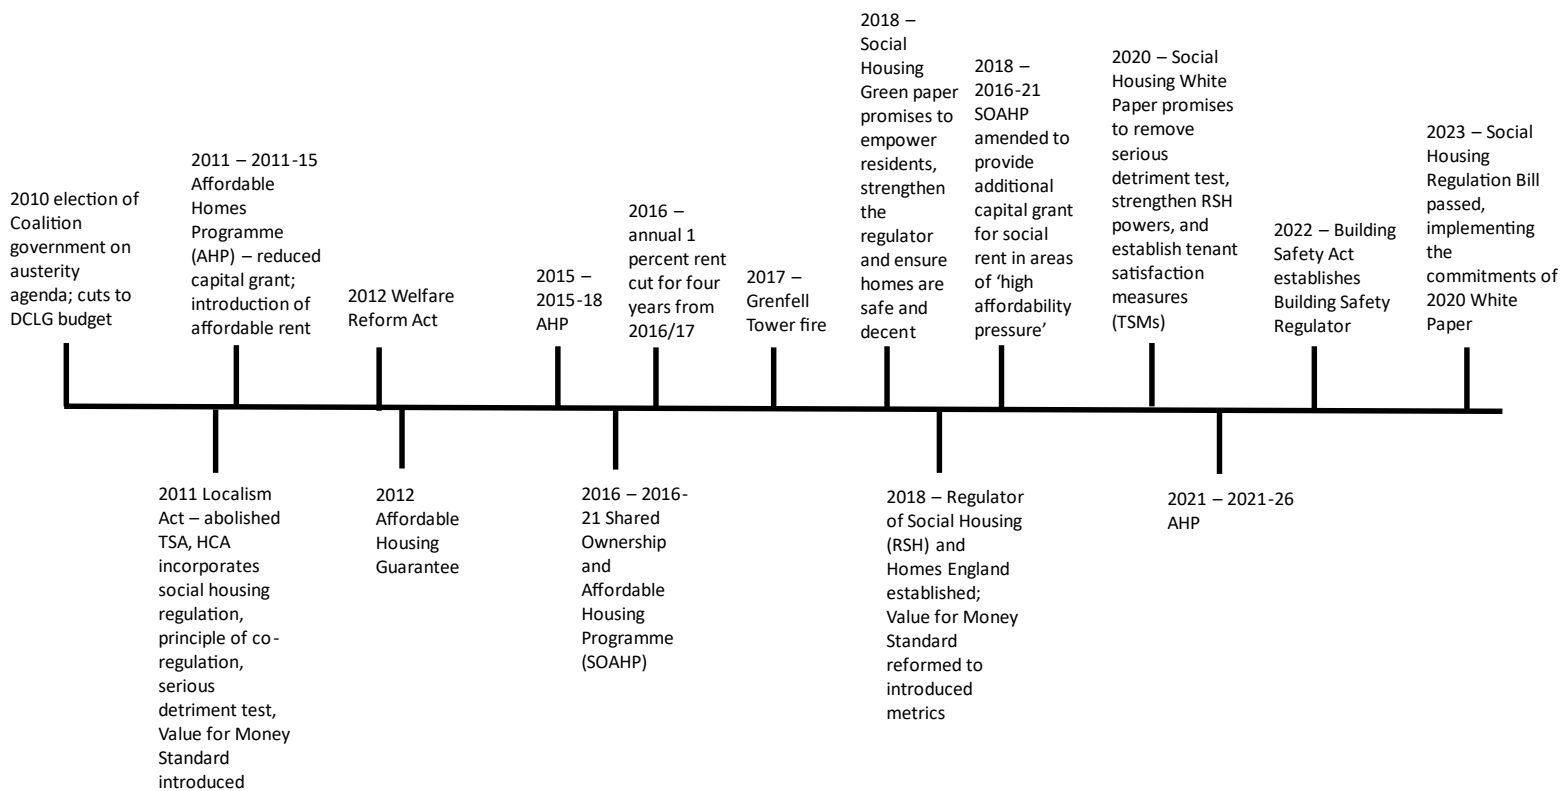 2010 election of
Coalition
government on
austerity
agenda; cuts to
DCLG budget
2011 – 2011-15
Affordable
Homes
Programme
(AHP) – reduced
capital grant;
introduction of
affordable rent
2012 Welfare
Reform Act
2015 –
2015-18
AHP
2016 –
annual 1
percent rent
cut for four
years from
2016/17
2017 –
Grenfell
Tower fire
2018 –
Social
Housing
Green paper
promises to
empower
residents,
strengthen
the
regulator
and ensure
homes are
safe and
decent
2018 –
2016-21
SOAHP
amended to
provide
additional
capital grant
for social
rent in areas
of ‘high
affordability
pressure’
2020 – Social
Housing White
Paper promises
to remove
serious
detriment test,
strengthen RSH
powers, and
establish tenant
satisfaction
measures
(TSMs)
2022 – Building
Safety Act
establishes
Building Safety
Regulator
2023 – Social
Housing
Regulation Bill
passed,
implementing
the
commitments of
2020 White
Paper
2011 Localism
Act – abolished
TSA, HCA
incorporates
social housing
regulation,
principle of co-
regulation,
serious
detriment test,
Value for Money
Standard
introduced
2012
Affordable
Housing
Guarantee
2016 – 2016-
21 Shared
Ownership
and
Affordable
Housing
Programme
(SOAHP)
2018 – Regulator
of Social Housing
(RSH) and
Homes England
established;
Value for Money
Standard
reformed to
introduced
metrics
2021 – 2021-26
AHP